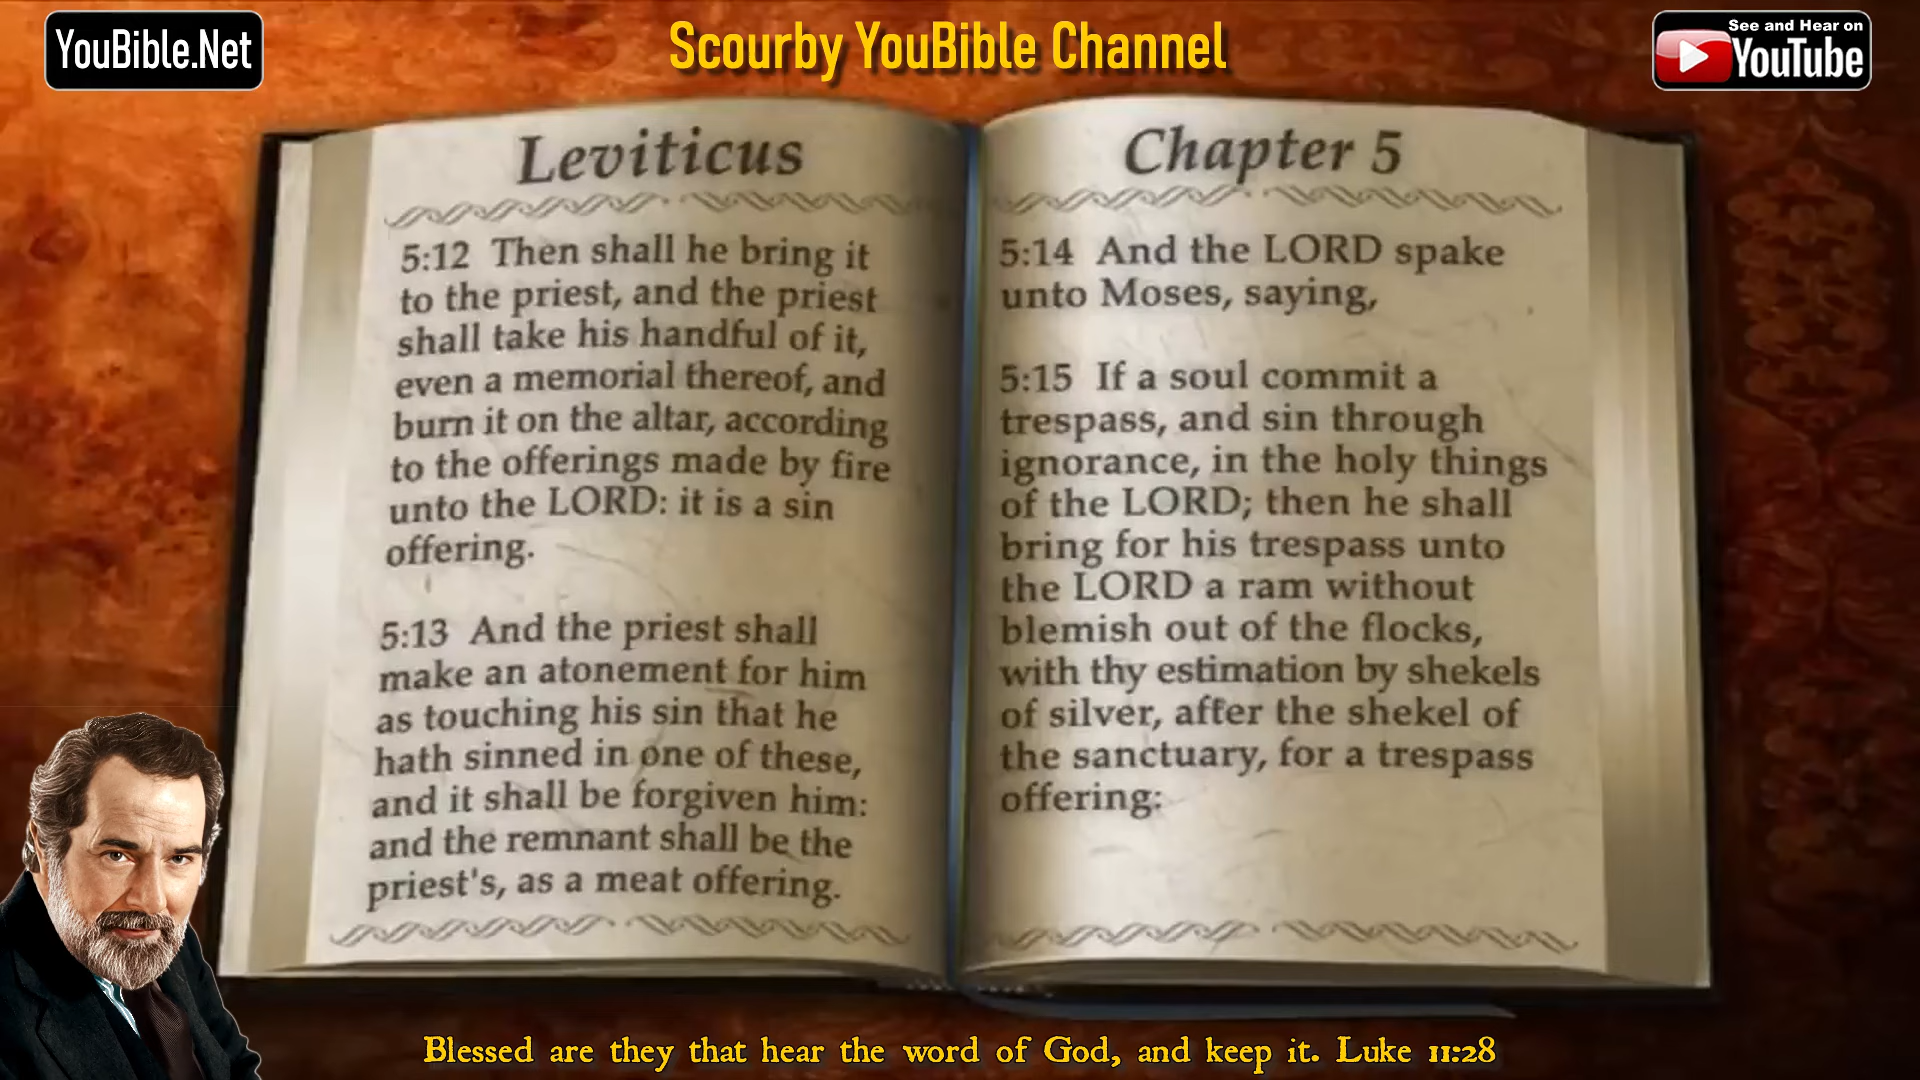 YouBible.Net
Scourby YouBible Channel
See and Hear on
YouTube
Leviticus
5:12 Then shall he bring it
to the priest, and the priest
shall take his handful of it,
even a memorial thereof, and
burn it on the altar, according
to the offerings made by fire
unto the LORD: it is a sin
offering.
5:13 And the priest shall
make an atonement for him
as touching his sin that he
hath sinned in one of these,
and it shall be forgiven him:
and the remnant shall be the
priest's, as a meat offering.
Chapter 5
5:14 And the LORD spake
unto Moses, saying,
5:15 If a soul commit a
trespass, and sin through
ignorance, in the holy things
of the LORD; then he shall
bring for his trespass unto
the LORD a ram without
blemish out of the flocks,
with thy estimation by shekels
of silver, after the shekel of
the sanctuary, for a trespass
offering:
Blessed are they that hear the word of God, and keep it. Luke 11:28